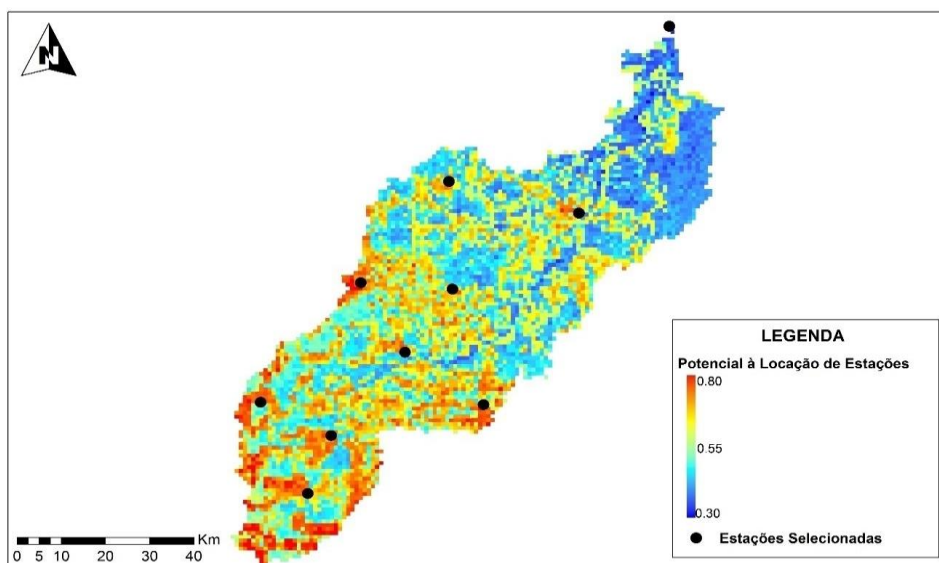 N
LEGENDA
Potencial à Locação de Estações
0.80
0.55
0.30
Estações Selecionadas
Km
0 5 10 20 30 40